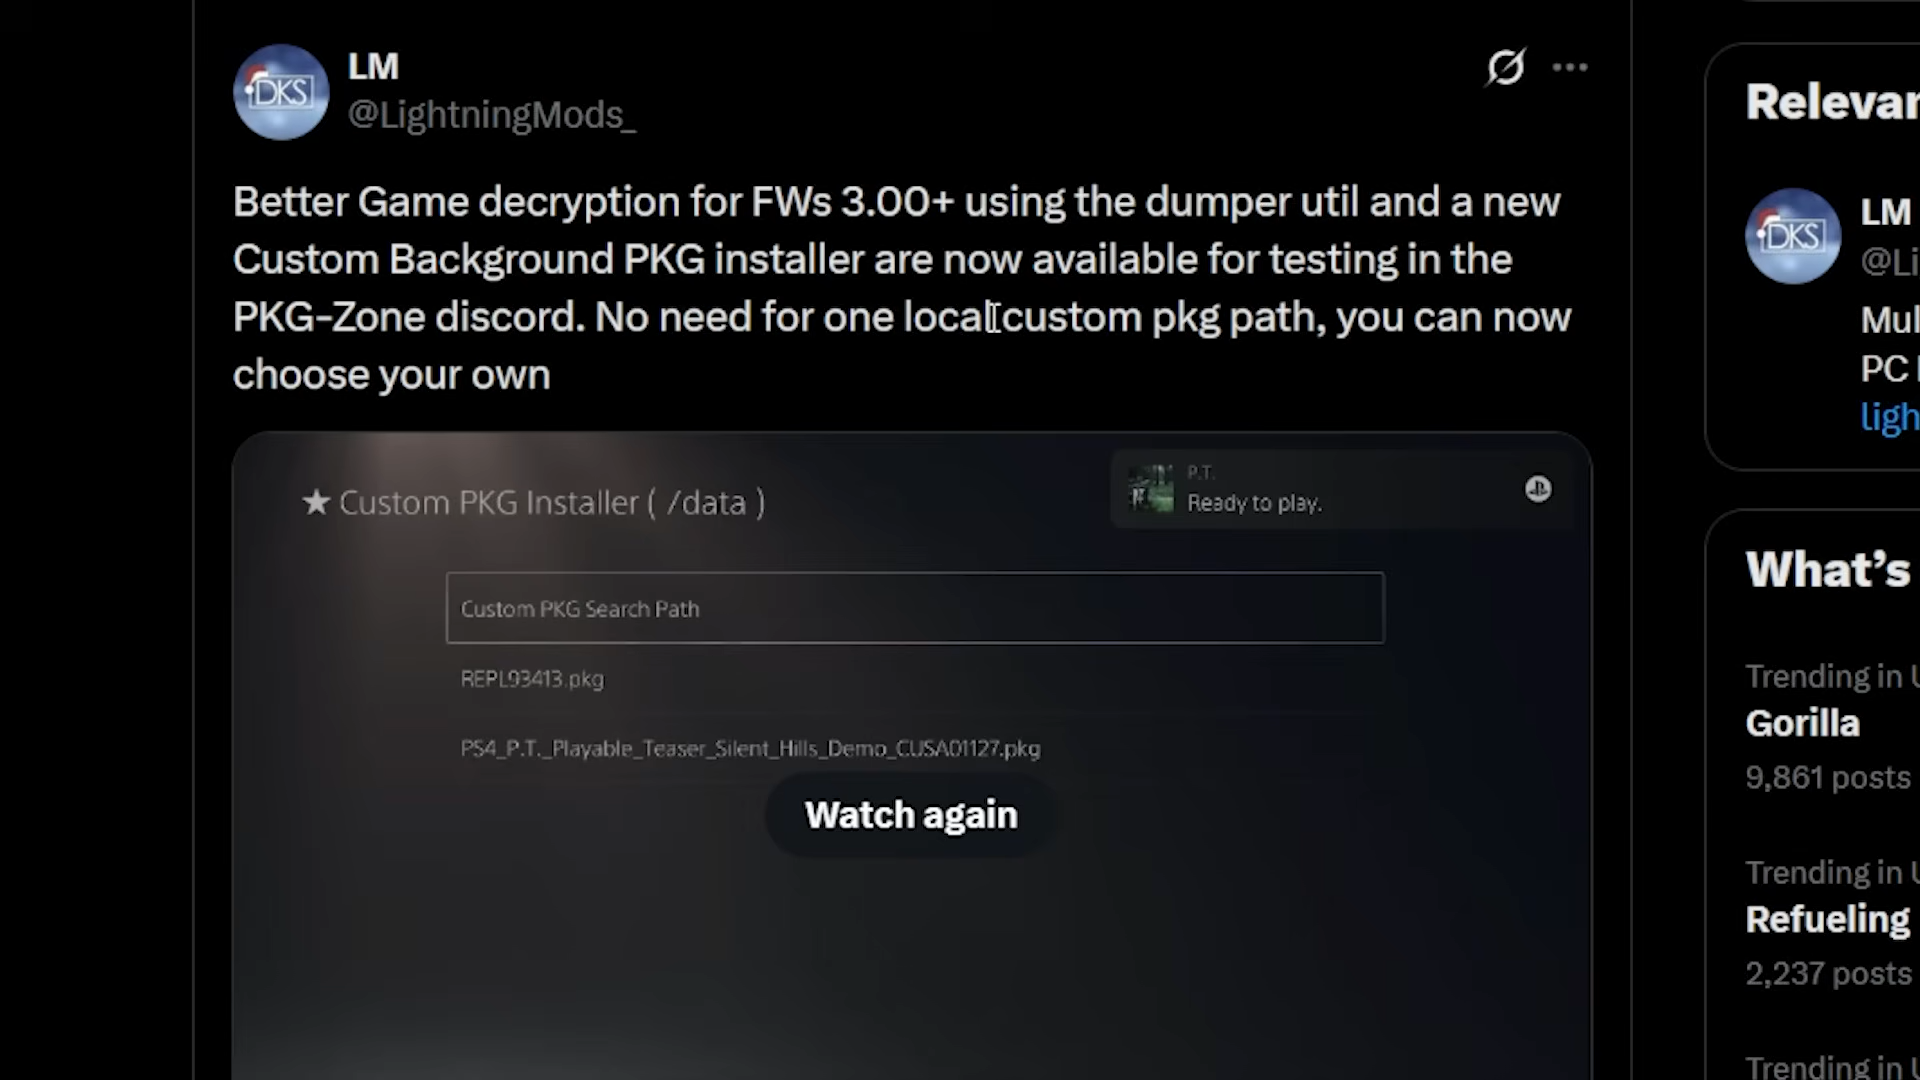 DKS
LM
@LightningMods_
Better Game decryption for FWs 3.00+ using the dumper util and a new
Custom Background PKG installer are now available for testing in the
PKG-Zone discord. No need for one local custom pkg path, you can now
choose your own
★ Custom PKG Installer ( /data )
P.T.
Ready to play.
Custom PKG Search Path
REPL93413.pkg
PS4_P.T._Playable_Teaser_Silent_Hills_Demo_CUSA01127.pkg
Watch again
Relevan
DKS
LM
@Li
Mul
PC
ligh
What's
Trending in U
Gorilla
9,861 posts
Trending in U
Refueling
2,237 posts
Trending in U